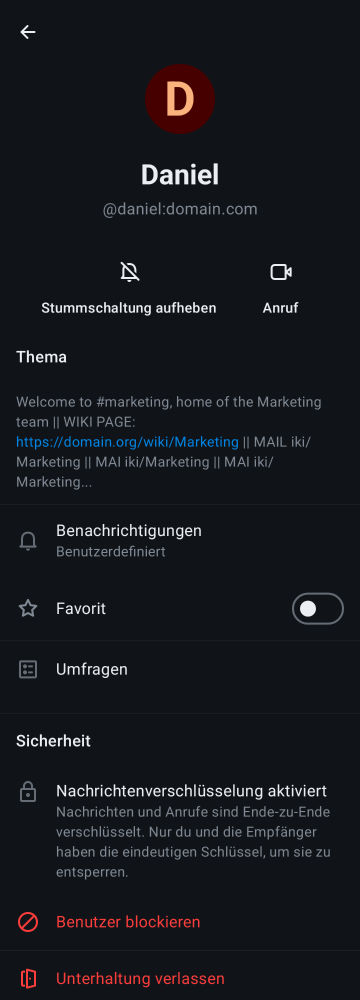 D
Daniel
@daniel:domain.com
Stummschaltung aufheben Anruf
Thema
Welcome to #marketing, home of the Marketing
team || WIKI PAGE:
https://domain.org/wiki/Marketing || MAIL iki/
Marketing || MAI iki/Marketing || MAI iki/
Marketing...
Benachrichtigungen
Benutzerdefiniert
Favorit
Umfragen
Sicherheit
Nachrichtenverschlüsselung aktiviert
Nachrichten und Anrufe sind Ende-zu-Ende
verschlüsselt. Nur du und die Empfänger
haben die eindeutigen Schlüssel, um sie zu
entsperren.
Benutzer blockieren
Unterhaltung verlassen